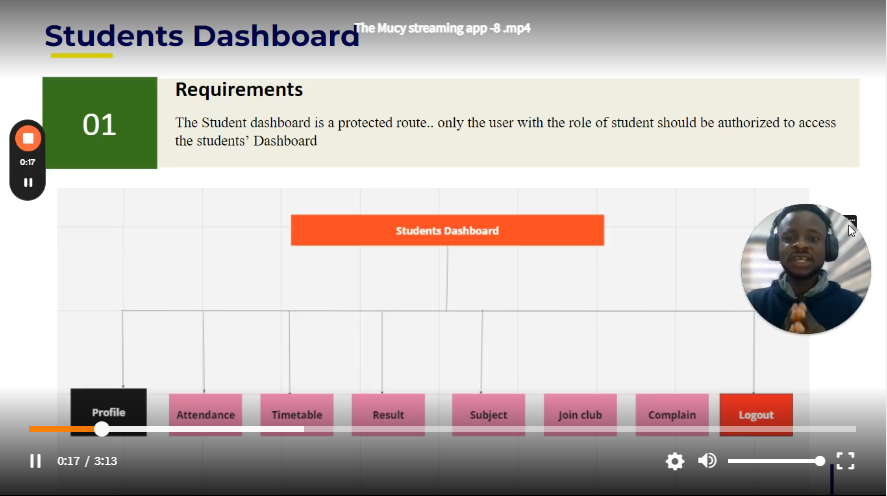 Students Dashboard
The Mucy streaming app -8 .mp4
01
Requirements
The Student dashboard is a protected route.. only the user with the role of student should be authorized to access
the students’ Dashboard
0:17
Students Dashboard
Profile
Attendance
Timetable
Result
Subject
Join club
Complain
Logout
0:17 / 3:13